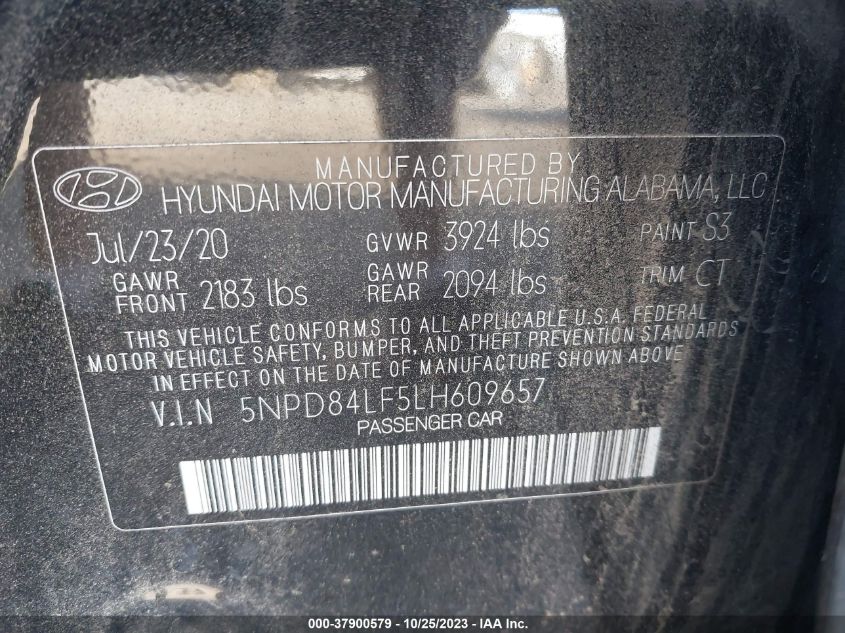 MANUFACTURED BY
HYUNDAI MOTOR MANUFACTURING ALABAMA, LLC
Jul/23/20 GVWR 3924 lbs PAINT S3
GAWR FRONT 2183 lbs GAWR REAR 2094 lbs TRIM CT
THIS VEHICLE CONFORMS TO ALL APPLICABLE U.S.A. FEDERAL
MOTOR VEHICLE SAFETY, BUMPER, AND THEFT PREVENTION STANDARDS
IN EFFECT ON THE DATE OF MANUFACTURE SHOWN ABOVE
V.I.N 5NPD84LF5LH609657
PASSENGER CAR
000-37900579 - 10/25/2023 - IAA Inc.